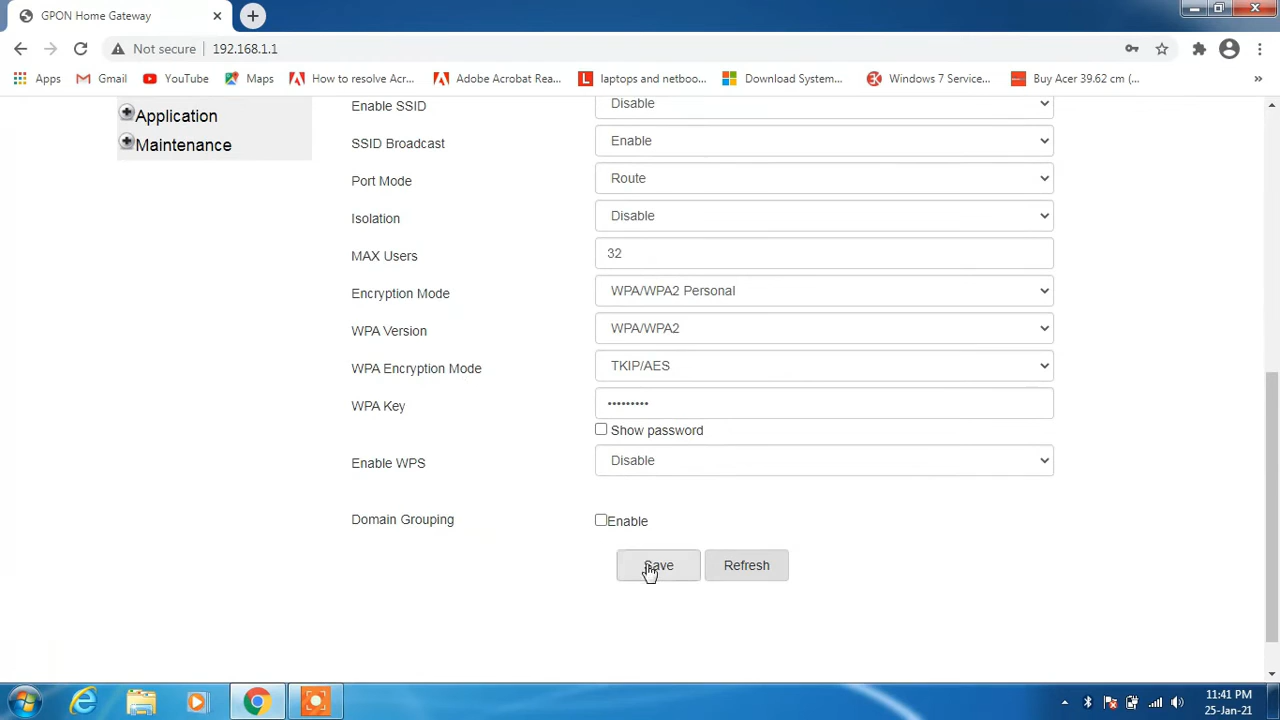 GPON Home Gateway
Not secure
192.168.1.1
Apps
Gmail
YouTube
Maps
How to resolve Acr...
Adobe Acrobat Rea...
laptops and netboo...
Download System...
Windows 7 Service...
Buy Acer 39.62 cm (...
»
Application
Maintenance
Enable SSID
Disable
SSID Broadcast
Enable
Port Mode
Route
Isolation
Disable
MAX Users
32
Encryption Mode
WPA/WPA2 Personal
WPA Version
WPA/WPA2
WPA Encryption Mode
TKIP/AES
WPA Key
•••••••••
Show password
Enable WPS
Disable
Domain Grouping
Enable
Save
Refresh
11:41 PM
25-Jan-21